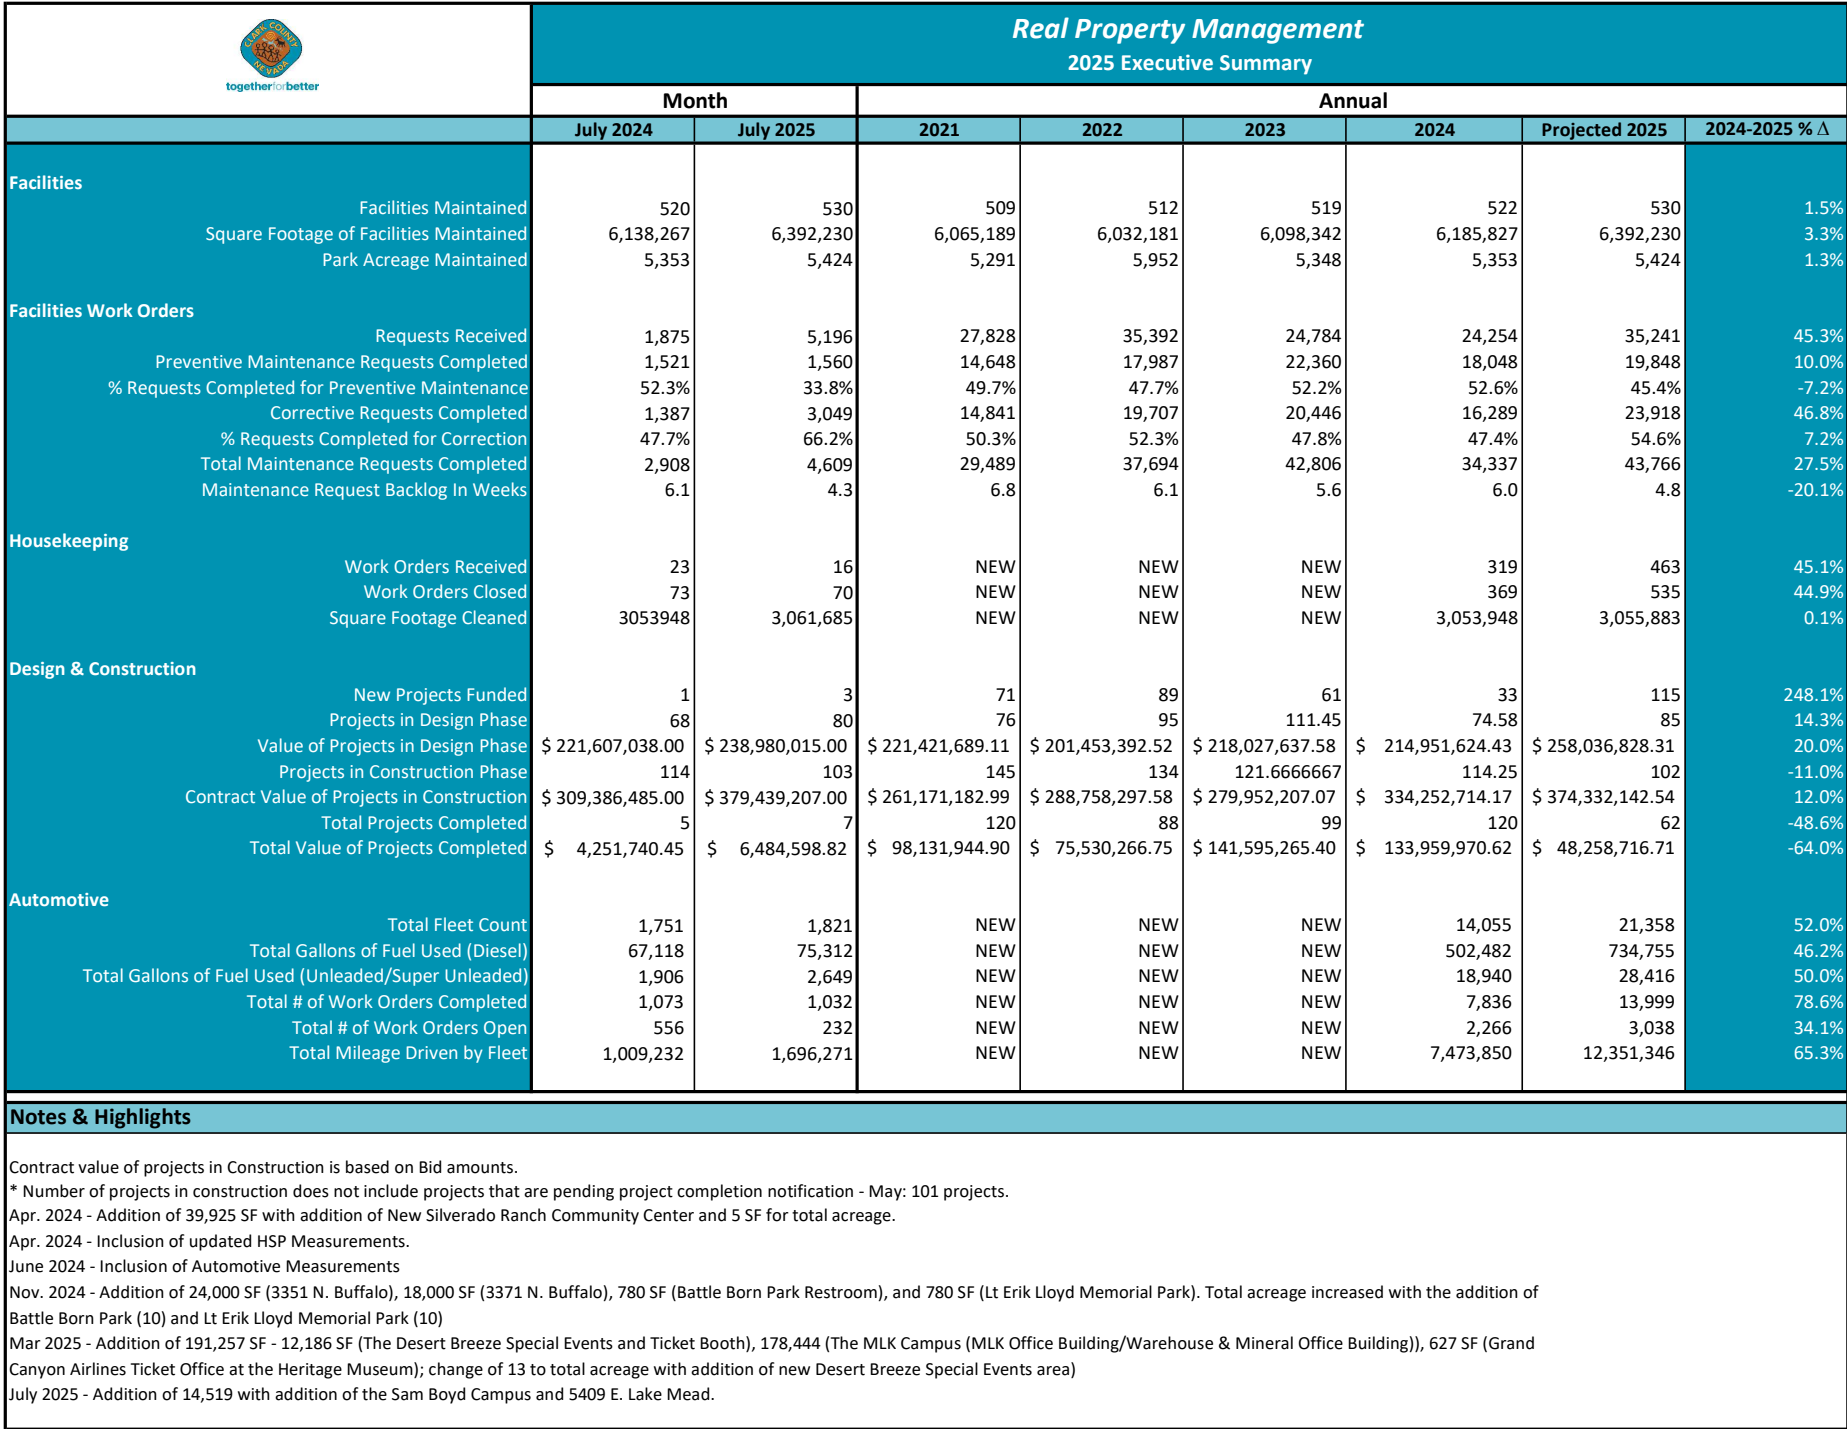 CLARK COUNTY
NEVADA
togetherforbetter
Real Property Management
2025 Executive Summary
Month Annual
July 2024 July 2025 2021 2022 2023 2024 Projected 2025 2024-2025 % Δ
Facilities
Facilities Maintained 520 530 509 512 519 522 530 1.5%
Square Footage of Facilities Maintained 6,138,267 6,392,230 6,065,189 6,032,181 6,098,342 6,185,827 6,392,230 3.3%
Park Acreage Maintained 5,353 5,424 5,291 5,952 5,348 5,353 5,424 1.3%
Facilities Work Orders
Requests Received 1,875 5,196 27,828 35,392 24,784 24,254 35,241 45.3%
Preventive Maintenance Requests Completed 1,521 1,560 14,648 17,987 22,360 18,048 19,848 10.0%
% Requests Completed for Preventive Maintenance 52.3% 33.8% 49.7% 47.7% 52.2% 52.6% 45.4% -7.2%
Corrective Requests Completed 1,387 3,049 14,841 19,707 20,446 16,289 23,918 46.8%
% Requests Completed for Correction 47.7% 66.2% 50.3% 52.3% 47.8% 47.4% 54.6% 7.2%
Total Maintenance Requests Completed 2,908 4,609 29,489 37,694 42,806 34,337 43,766 27.5%
Maintenance Request Backlog In Weeks 6.1 4.3 6.8 6.1 5.6 6.0 4.8 -20.1%
Housekeeping
Work Orders Received 23 16 NEW NEW NEW 319 463 45.1%
Work Orders Closed 73 70 NEW NEW NEW 369 535 44.9%
Square Footage Cleaned 3053948 3,061,685 NEW NEW NEW 3,053,948 3,055,883 0.1%
Design & Construction
New Projects Funded 1 3 71 89 61 33 115 248.1%
Projects in Design Phase 68 80 76 95 111.45 74.58 85 14.3%
Value of Projects in Design Phase $ 221,607,038.00 $ 238,980,015.00 $ 221,421,689.11 $ 201,453,392.52 $ 218,027,637.58 $ 214,951,624.43 $ 258,036,828.31 20.0%
Projects in Construction Phase 114 103 145 134 121.6666667 114.25 102 -11.0%
Contract Value of Projects in Construction $ 309,386,485.00 $ 379,439,207.00 $ 261,171,182.99 $ 288,758,297.58 $ 279,952,207.07 $ 334,252,714.17 $ 374,332,142.54 12.0%
Total Projects Completed 5 7 120 88 99 120 62 -48.6%
Total Value of Projects Completed $ 4,251,740.45 $ 6,484,598.82 $ 98,131,944.90 $ 75,530,266.75 $ 141,595,265.40 $ 133,959,970.62 $ 48,258,716.71 -64.0%
Automotive
Total Fleet Count 1,751 1,821 NEW NEW NEW 14,055 21,358 52.0%
Total Gallons of Fuel Used (Diesel) 67,118 75,312 NEW NEW NEW 502,482 734,755 46.2%
Total Gallons of Fuel Used (Unleaded/Super Unleaded) 1,906 2,649 NEW NEW NEW 18,940 28,416 50.0%
Total # of Work Orders Completed 1,073 1,032 NEW NEW NEW 7,836 13,999 78.6%
Total # of Work Orders Open 556 232 NEW NEW NEW 2,266 3,038 34.1%
Total Mileage Driven by Fleet 1,009,232 1,696,271 NEW NEW NEW 7,473,850 12,351,346 65.3%
Notes & Highlights
Contract value of projects in Construction is based on Bid amounts.
* Number of projects in construction does not include projects that are pending project completion notification - May: 101 projects.
Apr. 2024 - Addition of 39,925 SF with addition of New Silverado Ranch Community Center and 5 SF for total acreage.
Apr. 2024 - Inclusion of updated HSP Measurements.
June 2024 - Inclusion of Automotive Measurements
Nov. 2024 - Addition of 24,000 SF (3351 N. Buffalo), 18,000 SF (3371 N. Buffalo), 780 SF (Battle Born Park Restroom), and 780 SF (Lt Erik Lloyd Memorial Park). Total acreage increased with the addition of
Battle Born Park (10) and Lt Erik Lloyd Memorial Park (10)
Mar 2025 - Addition of 191,257 SF - 12,186 SF (The Desert Breeze Special Events and Ticket Booth), 178,444 (The MLK Campus (MLK Office Building/Warehouse & Mineral Office Building)), 627 SF (Grand
Canyon Airlines Ticket Office at the Heritage Museum); change of 13 to total acreage with addition of new Desert Breeze Special Events area)
July 2025 - Addition of 14,519 with addition of the Sam Boyd Campus and 5409 E. Lake Mead.